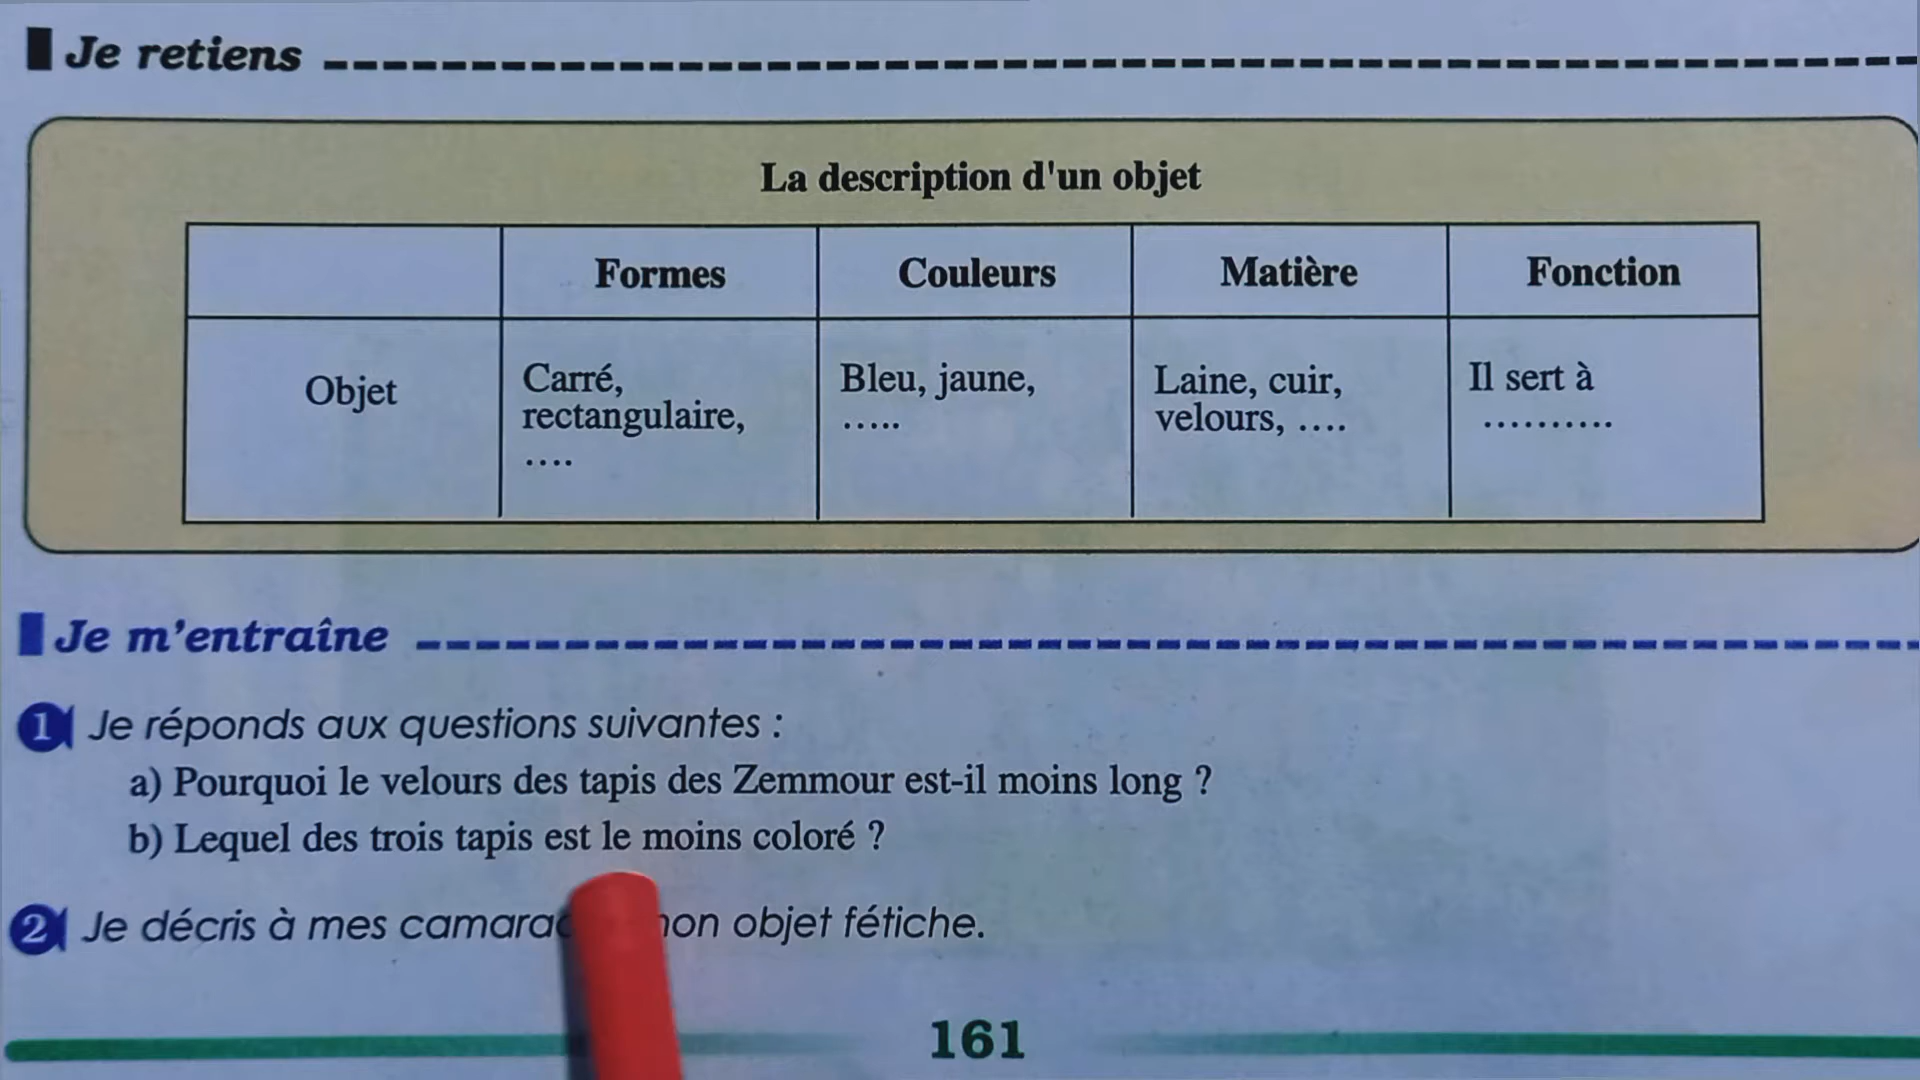 Je retiens
La description d'un objet
Formes Couleurs Matière Fonction
Objet Carré, Bleu, jaune, Laine, cuir, Il sert à
rectangulaire, ..... velours, .... ..........
....
Je m'entraîne
1 Je réponds aux questions suivantes :
a) Pourquoi le velours des tapis des Zemmour est-il moins long ?
b) Lequel des trois tapis est le moins coloré ?
2 Je décris à mes objet fétiche.
161